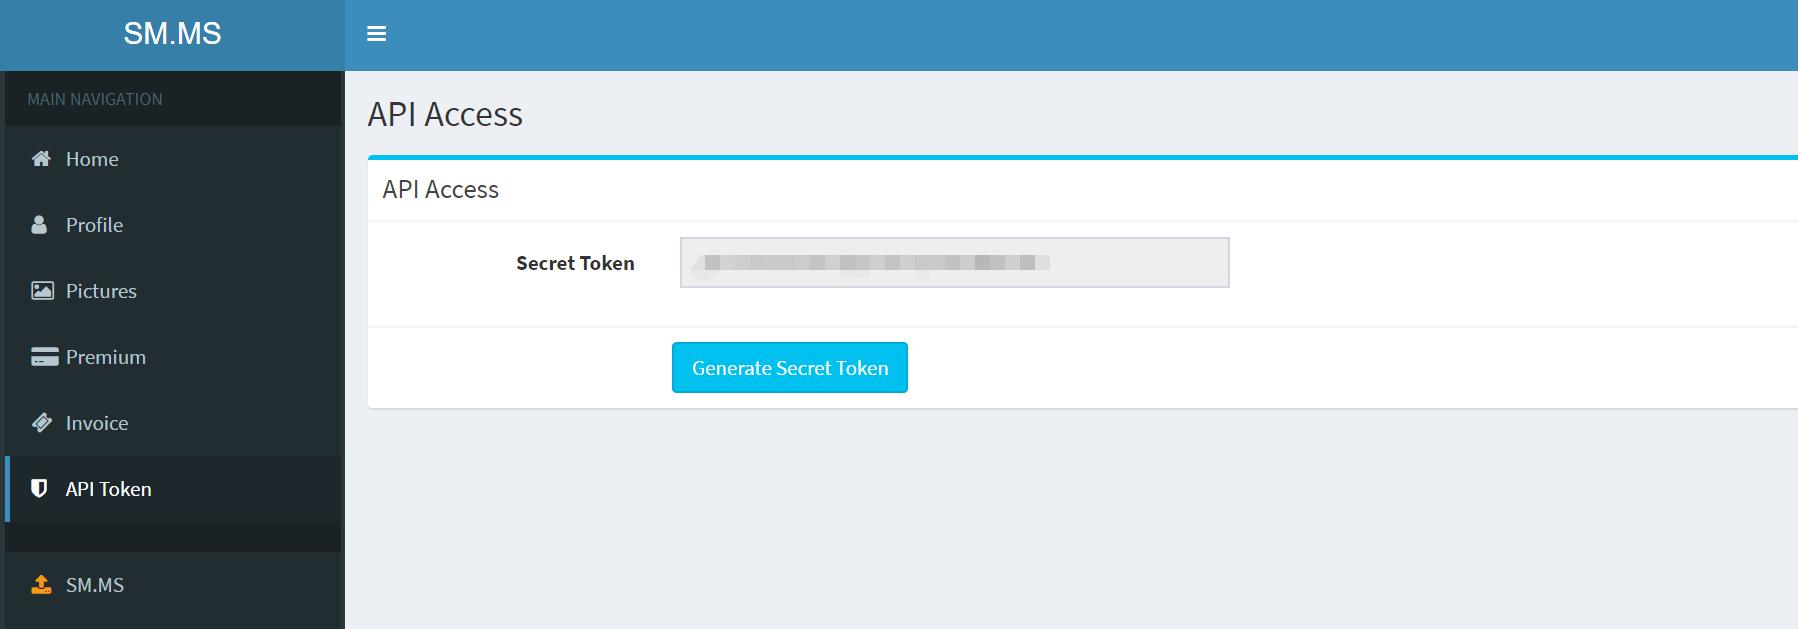 SM.MS
MAIN NAVIGATION
Home
Profile
Pictures
Premium
Invoice
API Token
SM.MS
API Access
API Access
Secret Token
Generate Secret Token